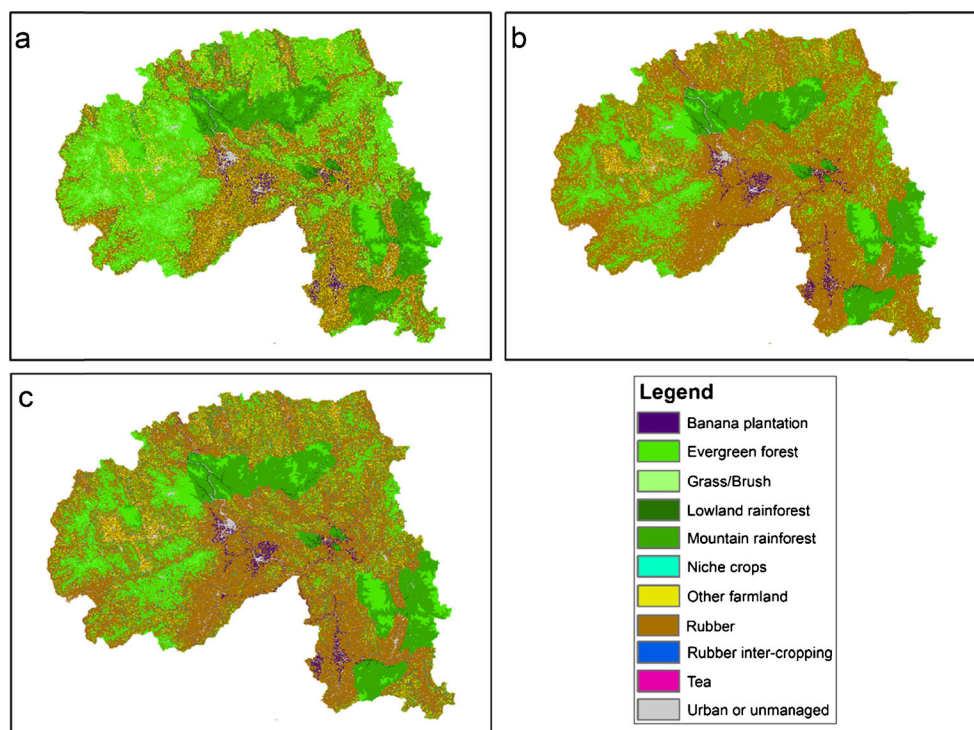 a
b
c
Legend
Banana plantation
Evergreen forest
Grass/Brush
Lowland rainforest
Mountain rainforest
Niche crops
Other farmland
Rubber
Rubber inter-cropping
Tea
Urban or unmanaged